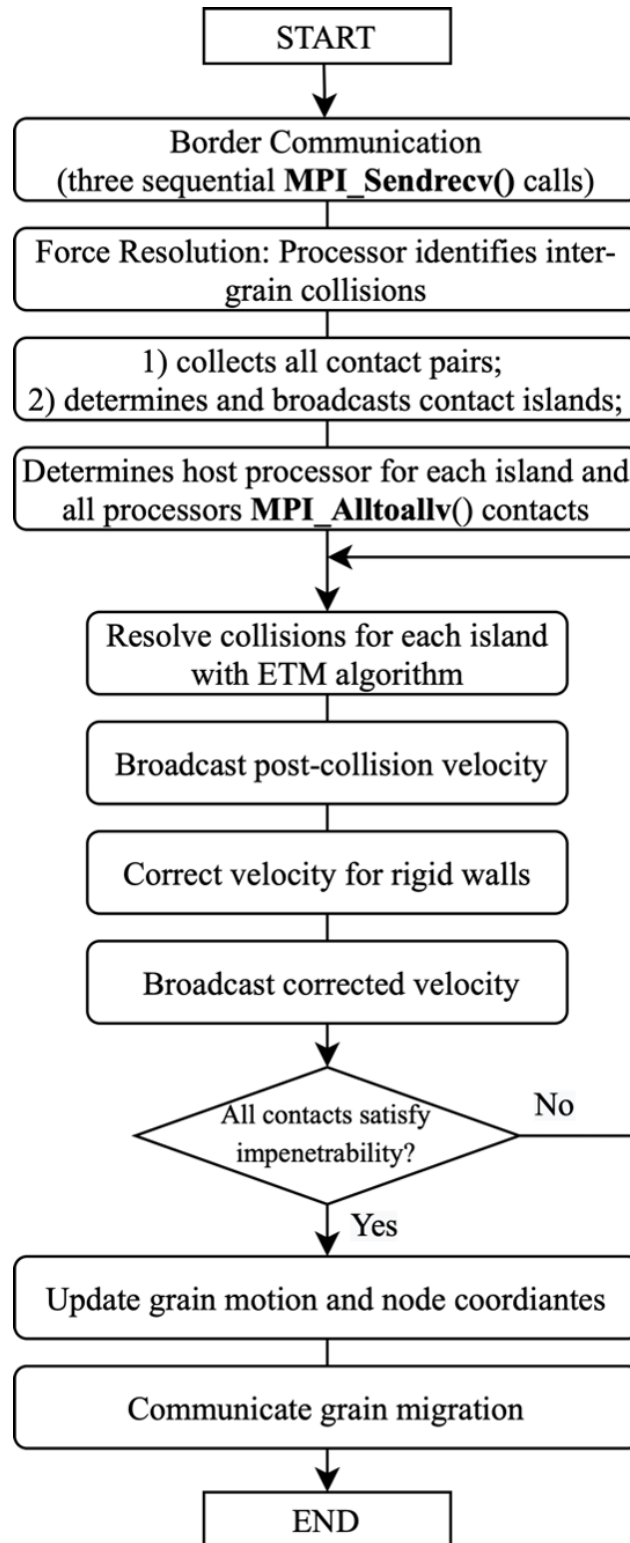 START
Border Communication
(three sequential MPI_Sendrecv() calls)
Force Resolution: Processor identifies inter-
grain collisions
1) collects all contact pairs;
2) determines and broadcasts contact islands;
Determines host processor for each island and
all processors MPI_Alltoallv() contacts
Resolve collisions for each island
with ETM algorithm
Broadcast post-collision velocity
Correct velocity for rigid walls
Broadcast corrected velocity
All contacts satisfy
impenetrability?
No
Yes
Update grain motion and node coordiantes
Communicate grain migration
END